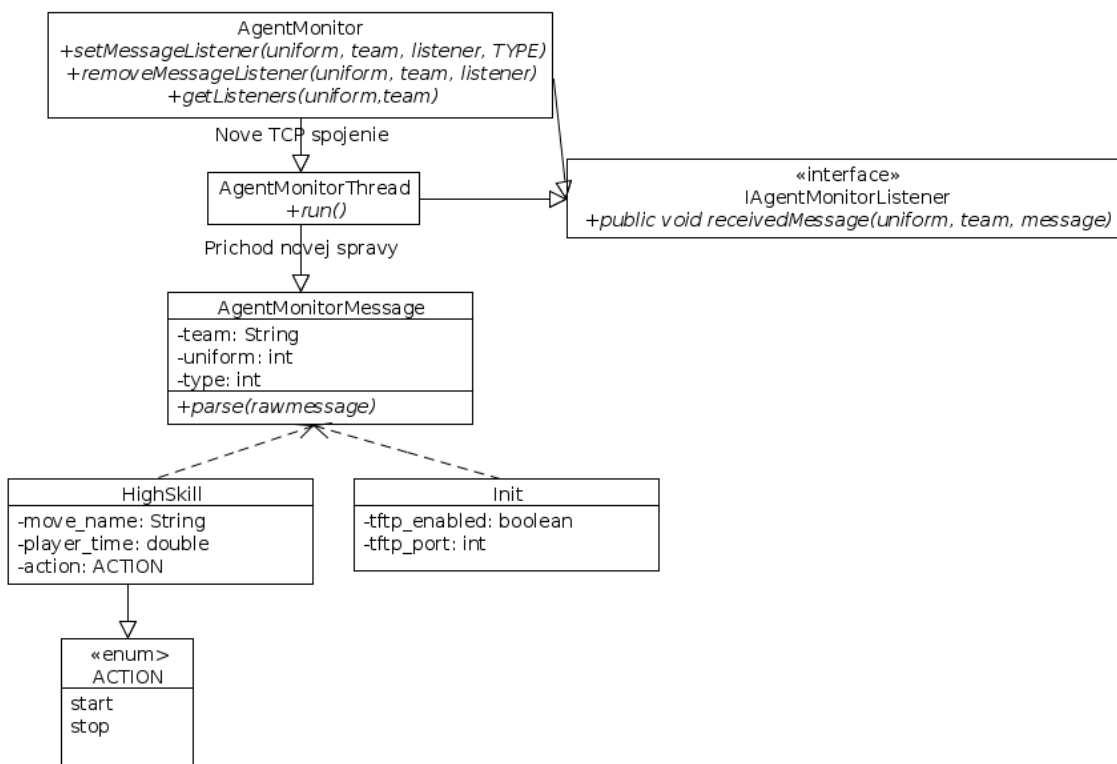 AgentMonitor
+setMessageListener(uniform, team, listener, TYPE)
+removeMessageListener(uniform, team, listener)
+getListeners(uniform,team)
Nove TCP spojenie
AgentMonitorThread
+run()
«interface»
IAgentMonitorListener
+public void receivedMessage(uniform, team, message)
Prichod novej spravy
AgentMonitorMessage
-team: String
-uniform: int
-type: int
+parse(rawmessage)
HighSkill
-move_name: String
-player_time: double
-action: ACTION
Init
-tftp_enabled: boolean
-tftp_port: int
«enum>
ACTION
start
stop